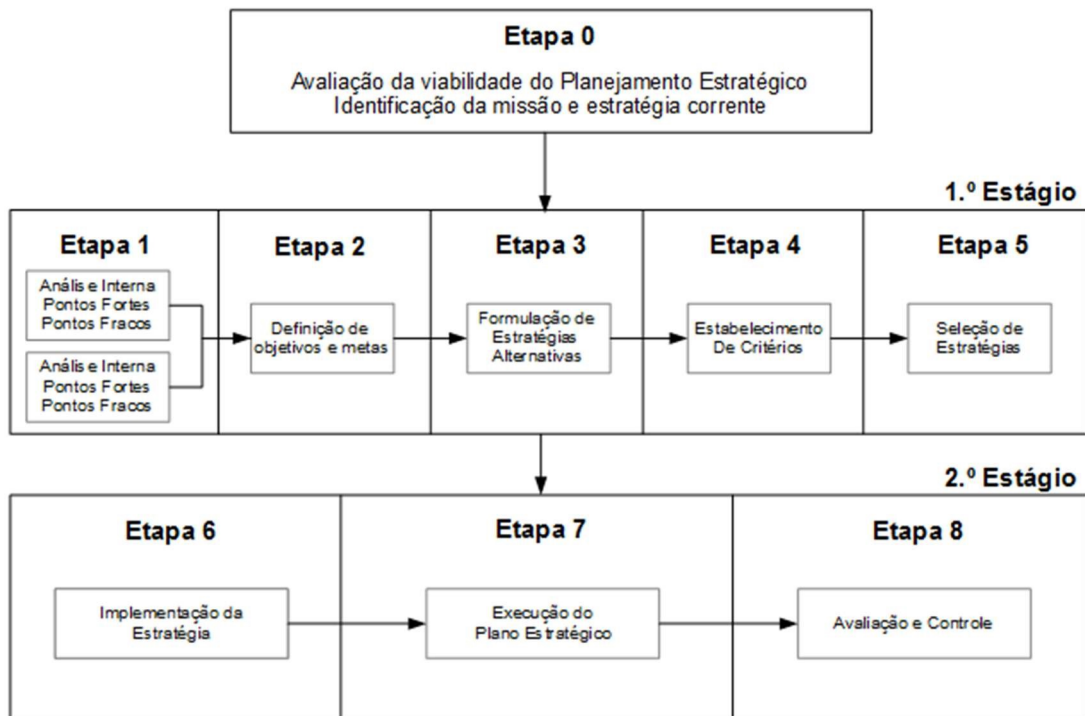 Etapa 0
Avaliação da viabilidade do Planejamento Estratégico
Identificação da missão e estratégia corrente
1.º Estágio
Etapa 1
Análise Interna
Pontos Fortes
Pontos Fracos
Análise Interna
Pontos Fortes
Pontos Fracos
Etapa 2
Definição de
objetivos e metas
Etapa 3
Formulação de
Estratégias
Alternativas
Etapa 4
Estabelecimento
De Critérios
Etapa 5
Seleção de
Estratégias
2.º Estágio
Etapa 6
Implementação da
Estratégia
Etapa 7
Execução do
Plano Estratégico
Etapa 8
Avaliação e Controle